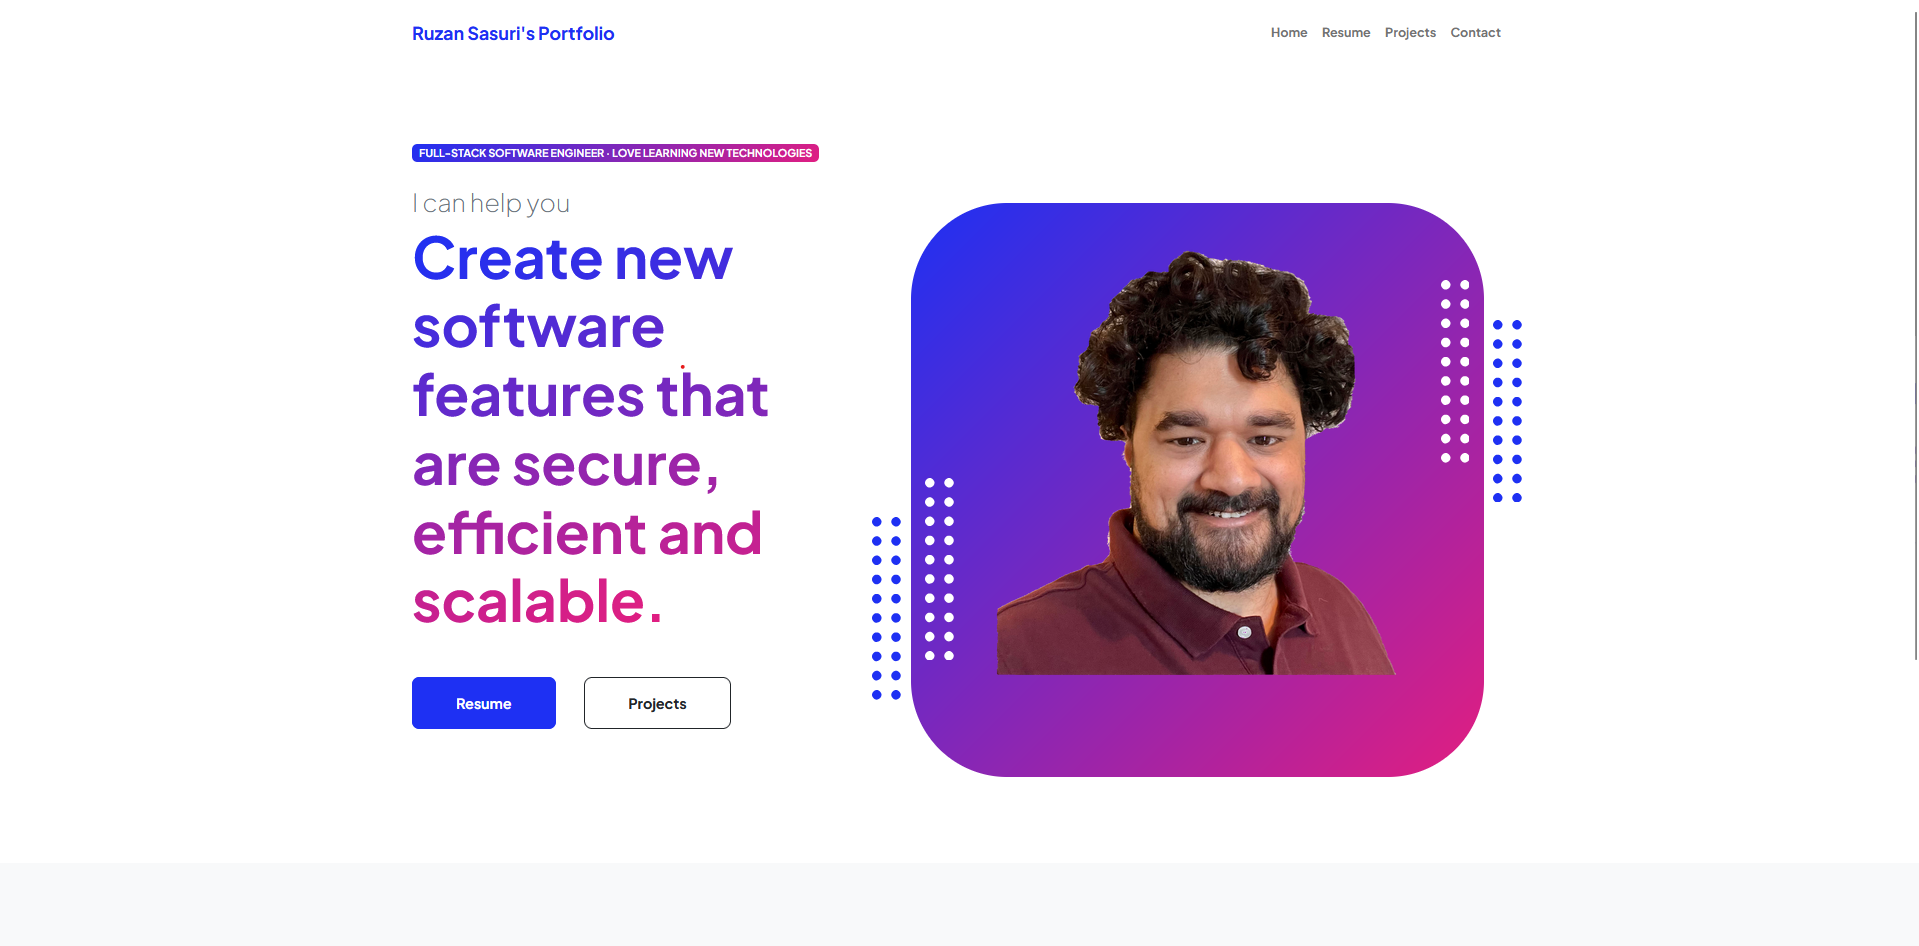 Ruzan Sasuri's Portfolio
Home Resume Projects Contact
FULL-STACK SOFTWARE ENGINEER · LOVE LEARNING NEW TECHNOLOGIES
I can help you
Create new
software
features that
are secure,
efficient and
scalable.
Resume
Projects